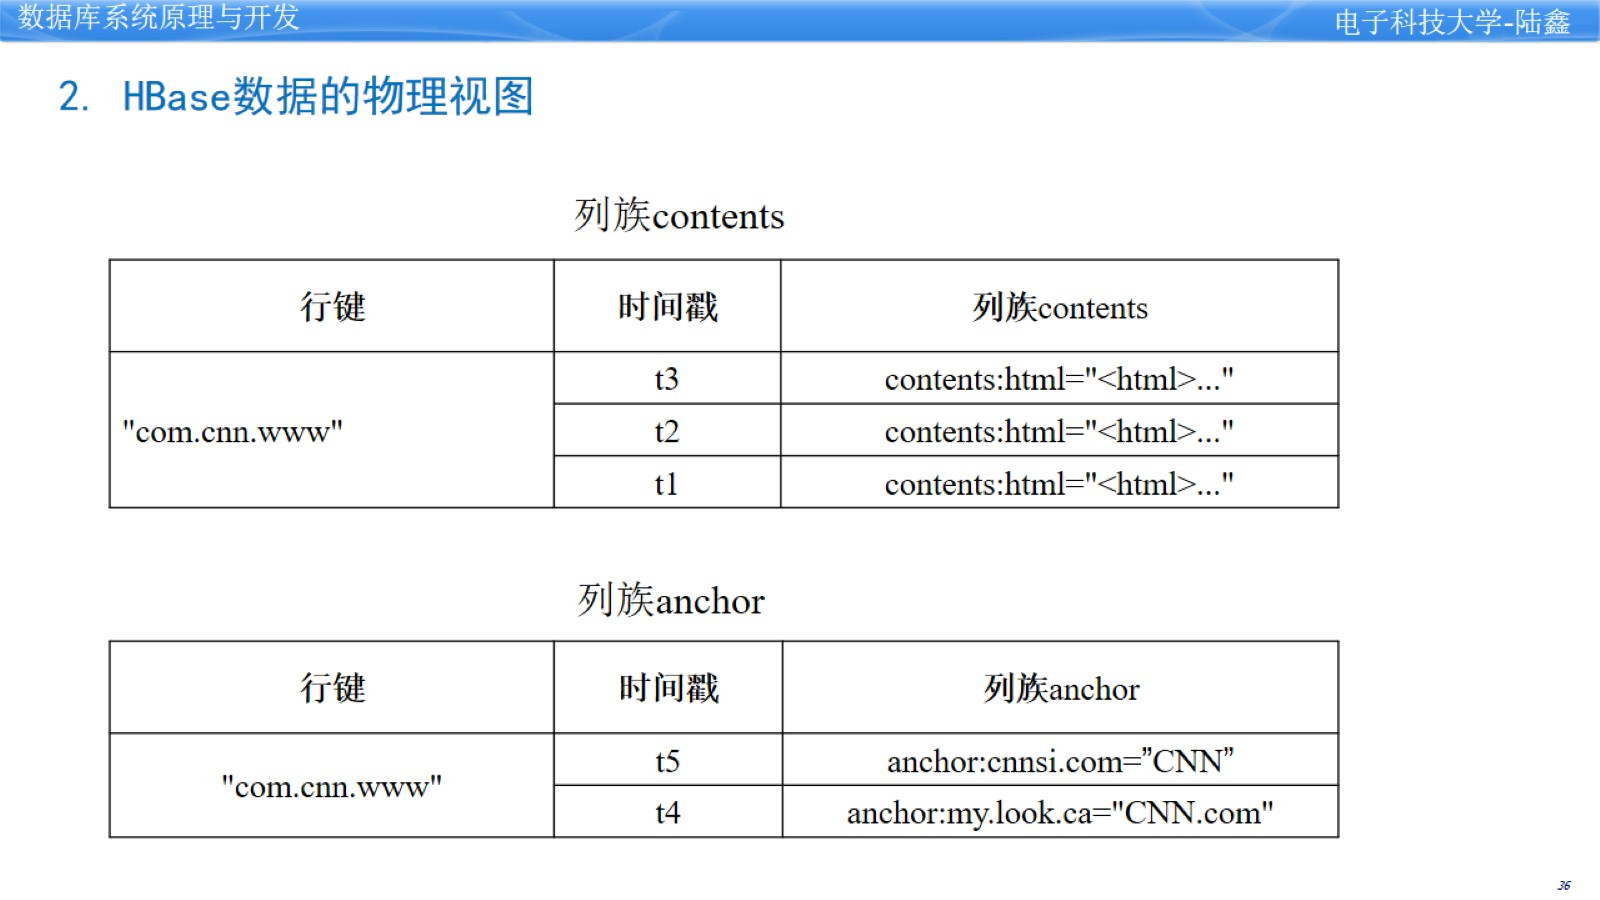 数据库系统原理与开发
电子科技大学-陆鑫
2. HBase数据的物理视图
列族contents
行键 时间戳 列族contents
t3 contents:html="<html>..."
"com.cnn.www" t2 contents:html="<html>..."
t1 contents:html="<html>..."
列族anchor
行键 时间戳 列族anchor
"com.cnn.www" t5 anchor:cnnsi.com=”CNN”
t4 anchor:my.look.ca="CNN.com"
36